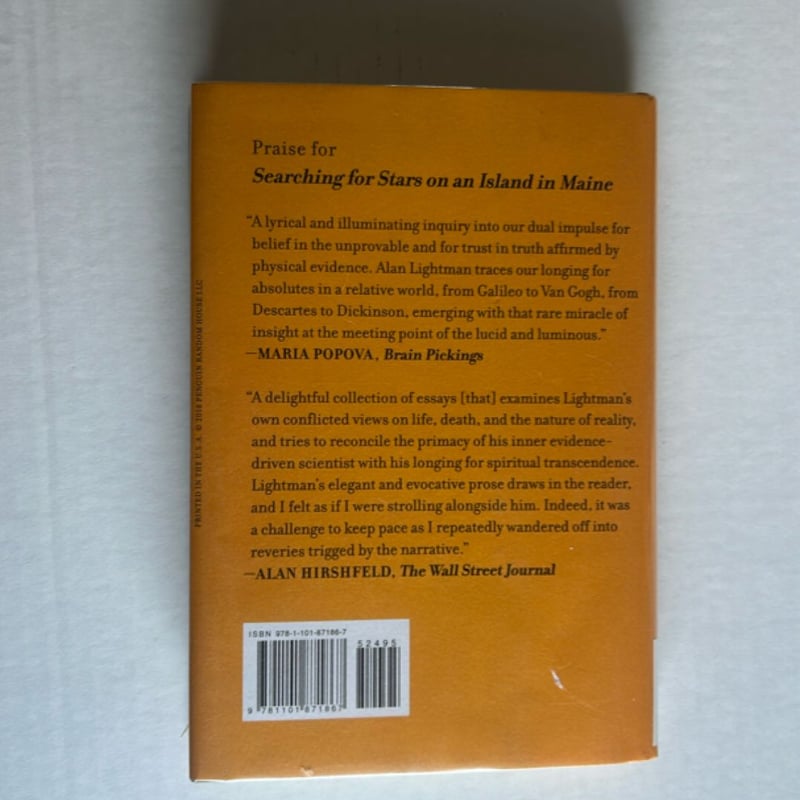 Praise for
Searching for Stars on an Island in Maine
“A lyrical and illuminating inquiry into our dual impulse for
belief in the unprovable and for trust in truth affirmed by
physical evidence. Alan Lightman traces our longing for
absolutes in a relative world, from Galileo to Van Gogh, from
Descartes to Dickinson, emerging with that rare miracle of
insight at the meeting point of the lucid and luminous.”
—MARIA POPOVA, Brain Pickings
“A delightful collection of essays [that] examines Lightman’s
own conflicted views on life, death, and the nature of reality,
and tries to reconcile the primacy of his inner evidence-
driven scientist with his longing for spiritual transcendence.
Lightman’s elegant and evocative prose draws in the reader,
and I felt as if I were strolling alongside him. Indeed, it was
a challenge to keep pace as I repeatedly wandered off into
reveries trigged by the narrative.”
—ALAN HIRSHFELD, The Wall Street Journal
PRINTED IN THE U.S.A. © 2018 PENGUIN RANDOM HOUSE LLC
ISBN 978-1-101-87186-7
52495
9 781101 871867